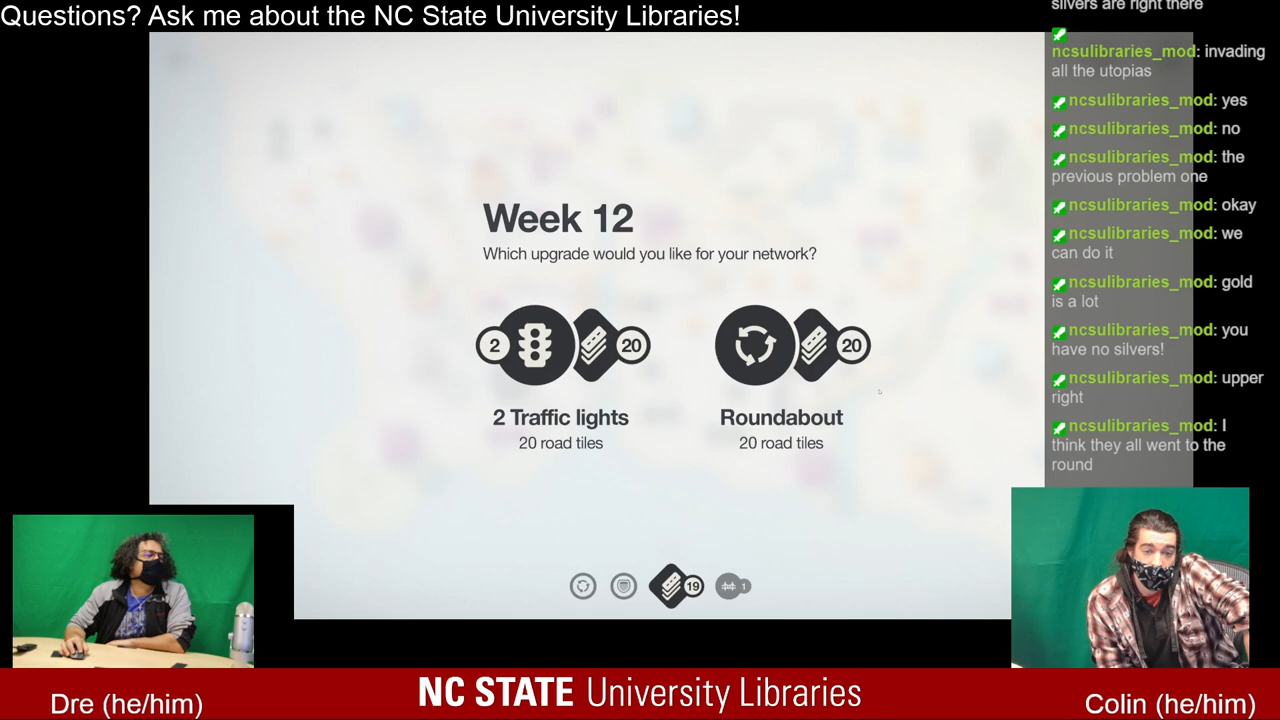 Questions? Ask me about the NC State University Libraries!
silvers are right there
ncsulibraries_mod: invading
all the utopias
ncsulibraries_mod: yes
ncsulibraries_mod: no
ncsulibraries_mod: the
previous problem one
ncsulibraries_mod: okay
ncsulibraries_mod: we
can do it
ncsulibraries_mod: gold
is a lot
ncsulibraries_mod: you
have no silvers!
ncsulibraries_mod: upper
right
ncsulibraries_mod: I
think they all went to the
round
Week 12
Which upgrade would you like for your network?
2
20
20
2 Traffic lights
20 road tiles
Roundabout
20 road tiles
19
1
Dre (he/him)
NC STATE University Libraries
Colin (he/him)